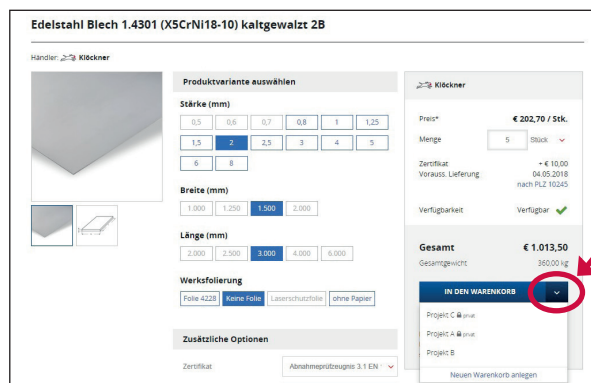 Edelstahl Blech 1.4301 (X5CrNi18-10) kaltgewalzt 2B
Händler: Klöckner
Produktvariante auswählen
Stärke (mm)
0,5 0,6 0,7 0,8 1 1,25
1,5 2 2,5 3 4 5
6 8
Breite (mm)
1.000 1.250 1.500 2.000
Länge (mm)
2.000 2.500 3.000 4.000 6.000
Werksfolierung
Folie 4228 Keine Folie Laserschutzfolie ohne Papier
Zusätzliche Optionen
Zertifikat Abnahmeprüfzeugnis 3.1 EN
Klöckner
Preis* € 202,70 / Stk.
Menge 5 Stück
Zertifikat + € 10,00
Vorauss. Lieferung 04.05.2018
nach PLZ 10245
Verfügbarkeit Verfügbar
Gesamt € 1.013,50
Gesamtgewicht 360,00 kg
IN DEN WARENKORB
Projekt C privat
Projekt A privat
Projekt B
Neuen Warenkorb anlegen